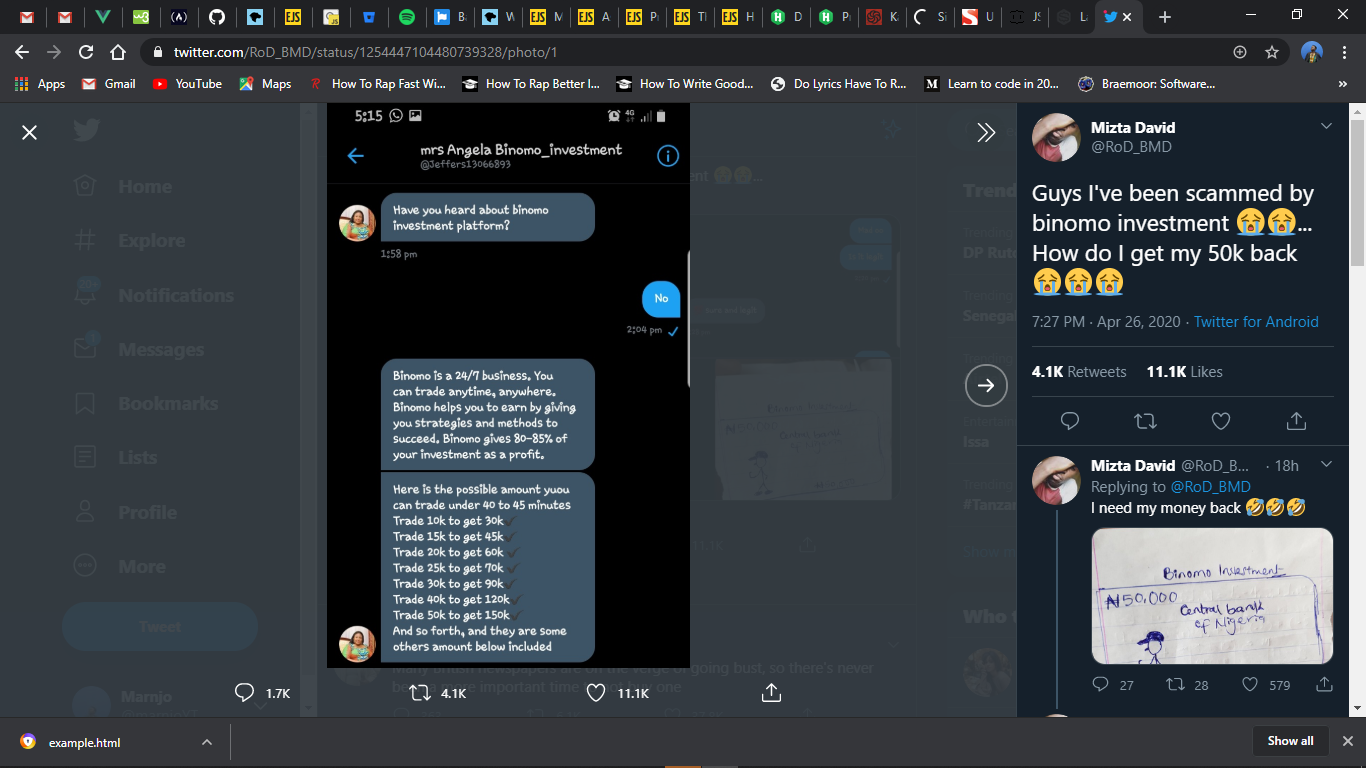 twitter.com/RoD_BMD/status/1254447104480739328/photo/1
Apps
Gmail
YouTube
Maps
How To Rap Fast Wi...
How To Rap Better I...
How To Write Good...
Do Lyrics Have To R...
Learn to code in 20...
Braemoor: Software...
»
Home
Explore
Notifications
Messages
Bookmarks
Lists
Profile
More
Tweet
Marnjo
5:15
4G
mrs Angela Binomo_investment
@Jeffers13066893
Have you heard about binomo
investment platform?
1:58 pm
No
2:04 pm
Binomo is a 24/7 business. You
can trade anytime, anywhere.
Binomo helps you to earn by giving
you strategies and methods to
succeed. Binomo gives 80-85% of
your investment as a profit.
Here is the possible amount yuou
can trade under 40 to 45 minutes
Trade 10k to get 30k✓
Trade 15k to get 45k✓
Trade 20k to get 60k✓
Trade 25k to get 70k✓
Trade 30k to get 90k✓
Trade 40k to get 120k✓
Trade 50k to get 150k✓
And so forth, and they are some
others amount below included
1.7K
4.1K
11.1K
Mizta David
@RoD_BMD
Guys I've been scammed by
binomo investment 😭😭...
How do I get my 50k back
😭😭😭
7:27 PM · Apr 26, 2020 · Twitter for Android
4.1K Retweets 11.1K Likes
Mizta David @RoD_B... · 18h
Replying to @RoD_BMD
I need my money back 🤣🤣🤣
Binomo Investment
₦50,000
Central bank
of Nigeria
27 28 579
example.html
Show all